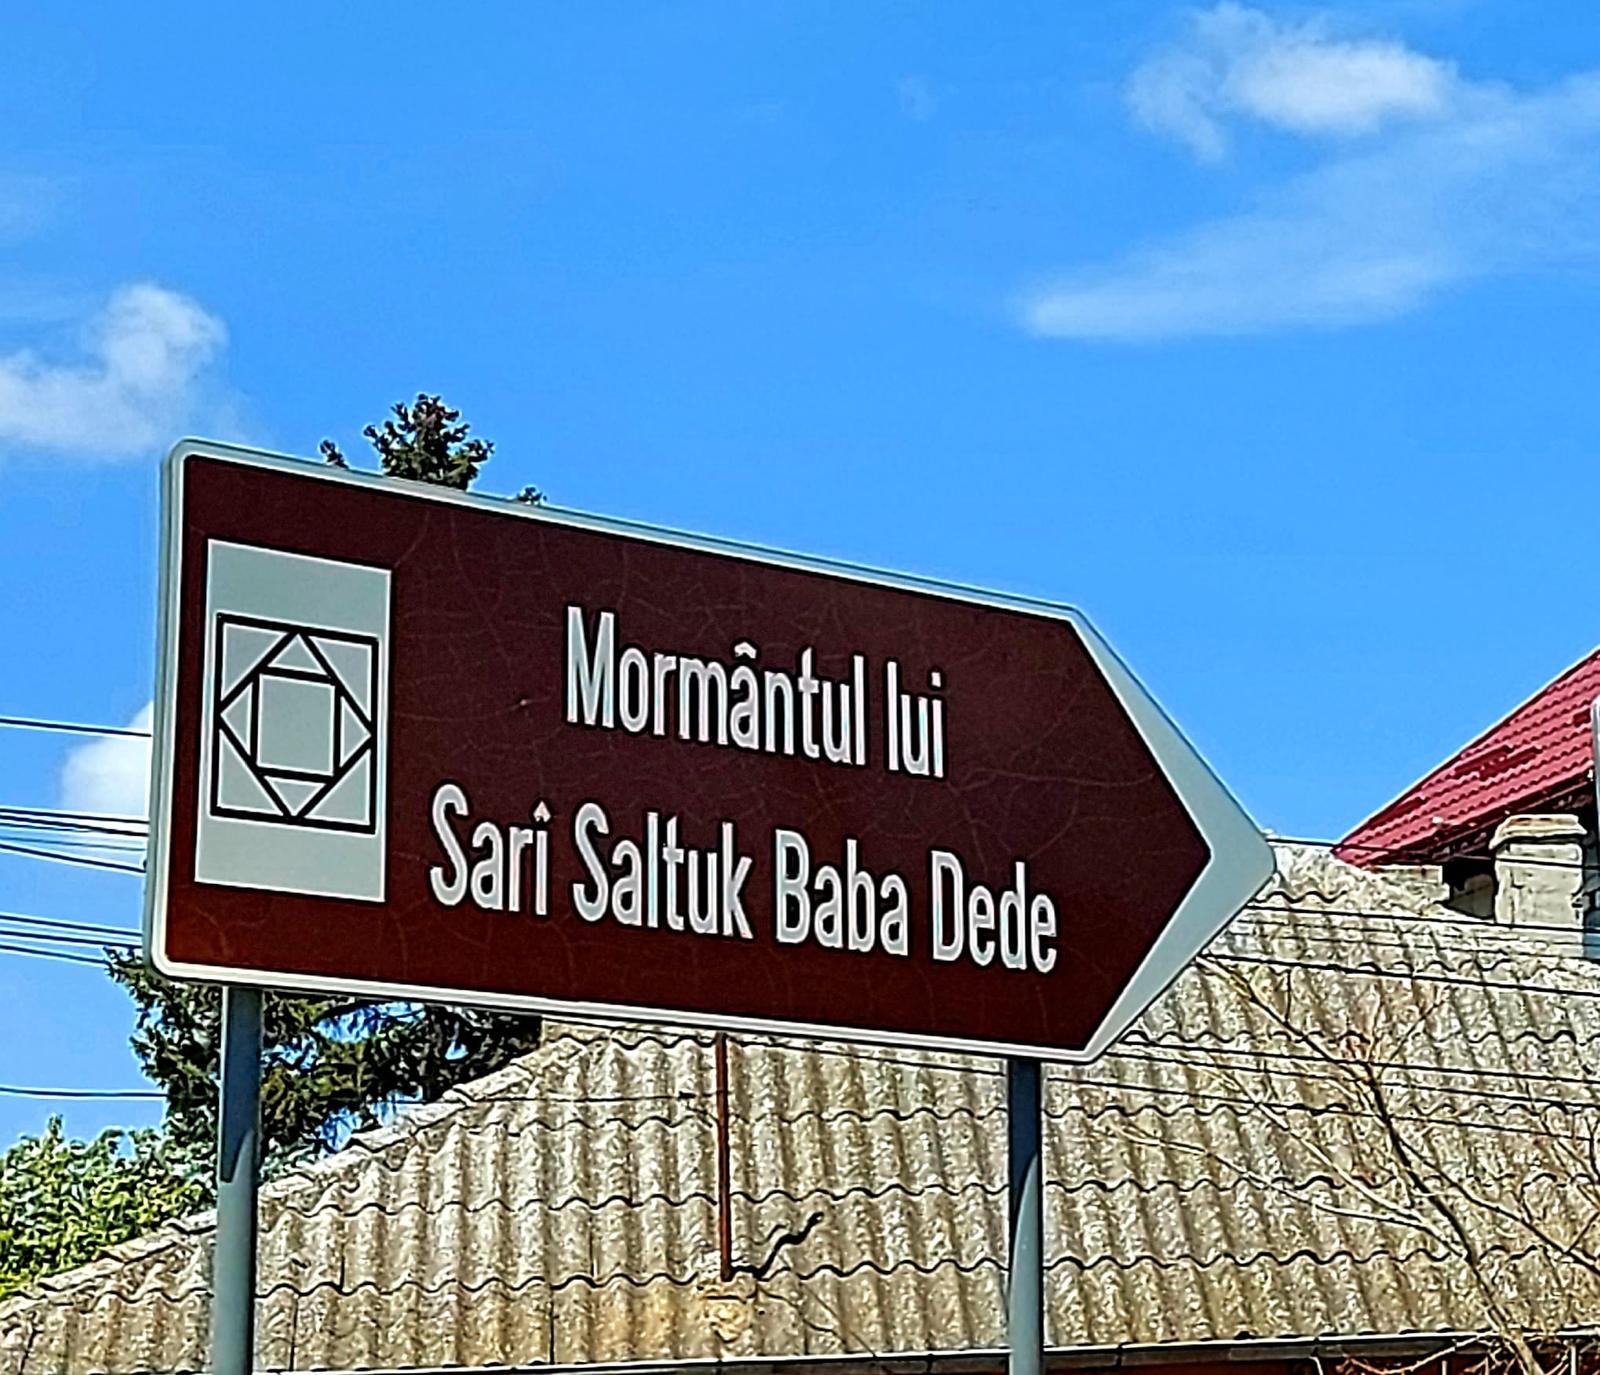 Mormântul lui
Sarî Saltuk Baba Dede